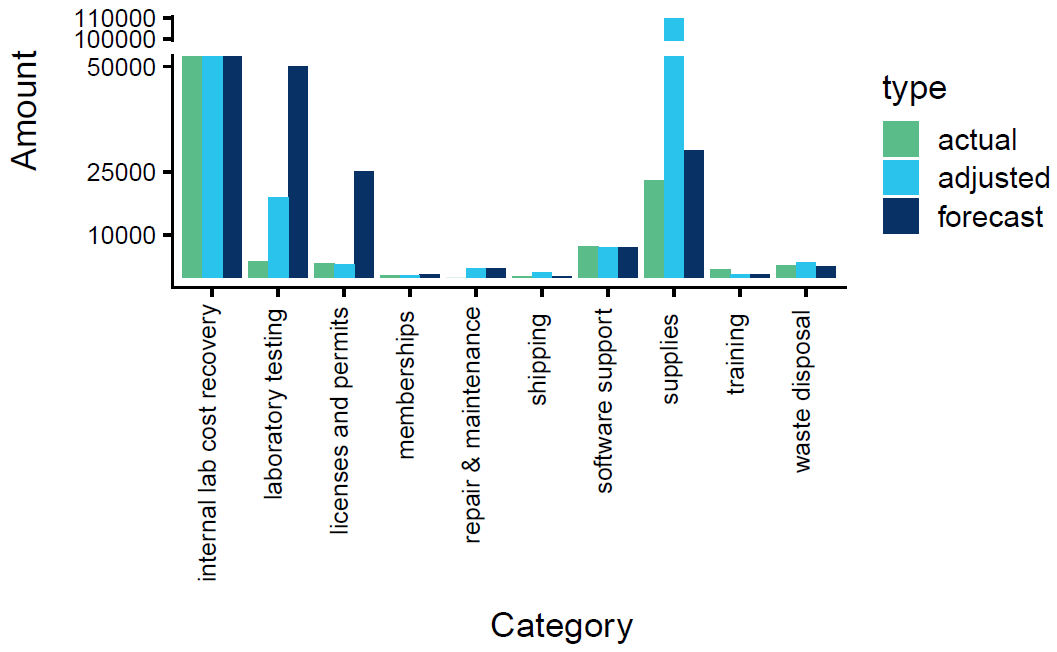 Amount
110000
100000
50000
25000
10000
internal lab cost recovery
laboratory testing
licenses and permits
memberships
repair & maintenance
shipping
software support
supplies
training
waste disposal
Category
type
actual
adjusted
forecast